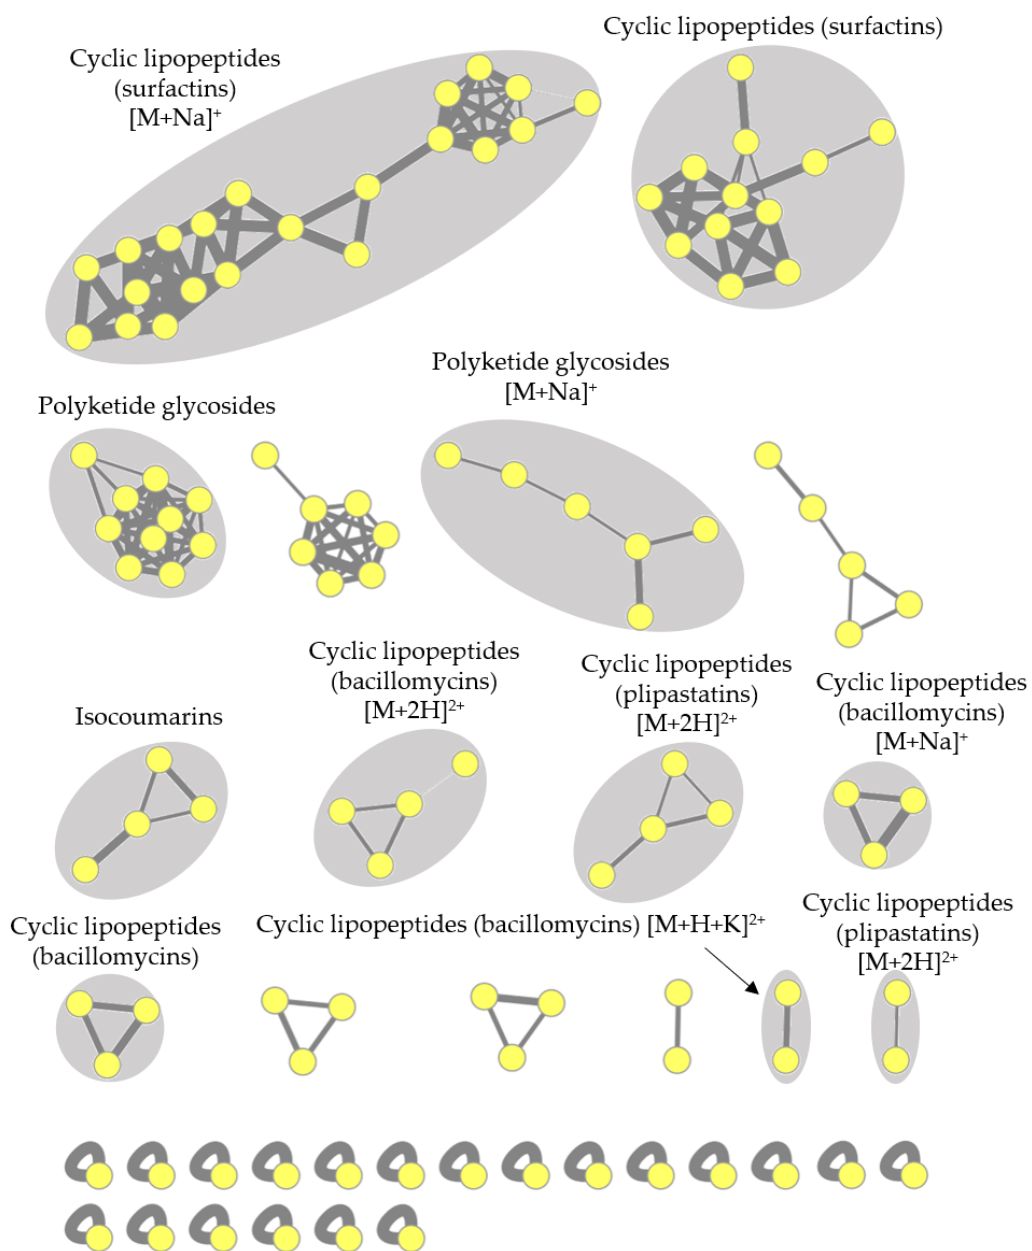 Cyclic lipopeptides
(surfactins)
[M+Na]⁺
Cyclic lipopeptides (surfactins)
Polyketide glycosides
Polyketide glycosides
[M+Na]⁺
Isocoumarins
Cyclic lipopeptides
(bacillomycins)
[M+2H]²⁺
Cyclic lipopeptides
(plipastatins)
[M+2H]²⁺
Cyclic lipopeptides
(bacillomycins)
[M+Na]⁺
Cyclic lipopeptides
(bacillomycins)
Cyclic lipopeptides (bacillomycins) [M+H+K]²⁺
Cyclic lipopeptides
(plipastatins)
[M+2H]²⁺